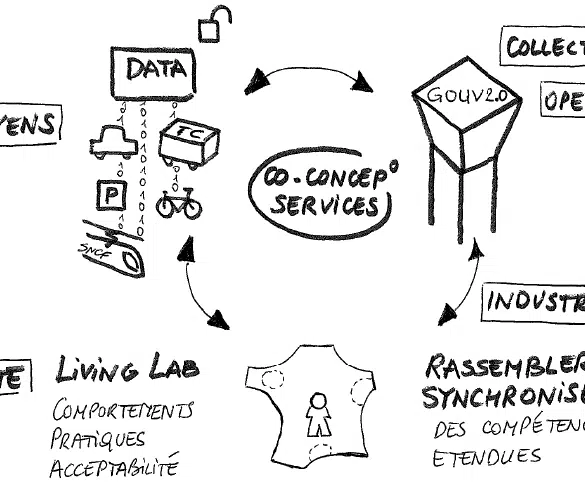 DATA
COLLECT
GOUV2.0
OPE
YENS
TC
P
SNCF
CO-CONCEP°
SERVICES
INDUSTR
TE
LIVING LAB
COMPORTEMENTS
PRATIQUES
ACCEPTABILITÉ
RASSEMBLER
SYNCHRONISE
DES COMPÉTENC
ETENDUES